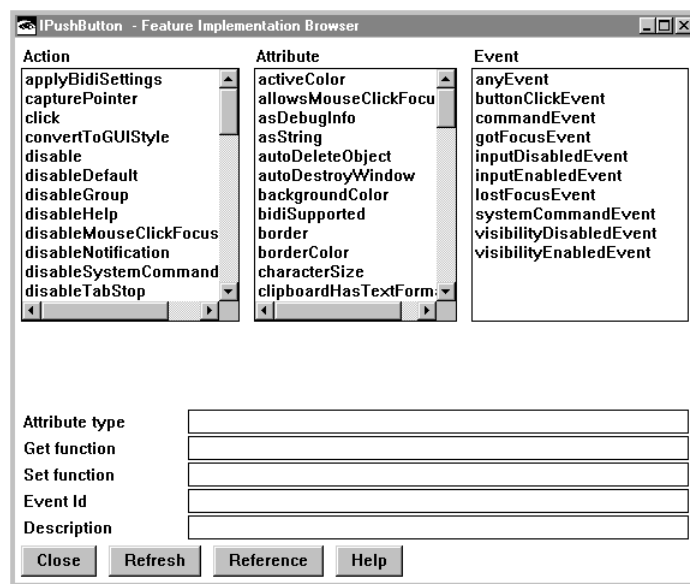 IPushButton - Feature Implementation Browser
Action
applyBidiSettings
capturePointer
click
convertToGUIStyle
disable
disableDefault
disableGroup
disableHelp
disableMouseClickFocus
disableNotification
disableSystemCommand
disableTabStop
Attribute
activeColor
allowsMouseClickFocu
asDebugInfo
asString
autoDeleteObject
autoDestroyWindow
backgroundColor
bidiSupported
border
borderColor
characterSize
clipboardHasTextForm
Event
anyEvent
buttonClickEvent
commandEvent
gotFocusEvent
inputDisabledEvent
inputEnabledEvent
lostFocusEvent
systemCommandEvent
visibilityDisabledEvent
visibilityEnabledEvent
Attribute type
Get function
Set function
Event Id
Description
Close Refresh Reference Help